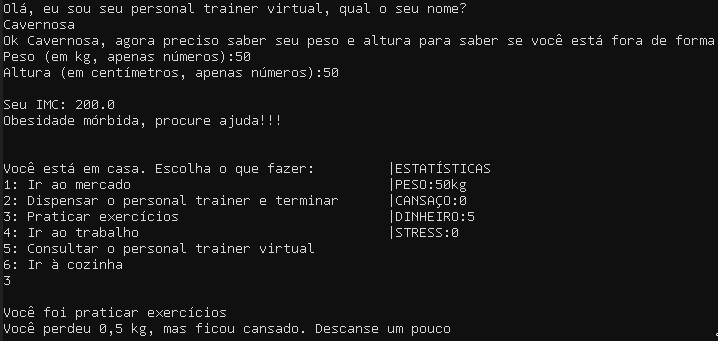 Olá, eu sou seu personal trainer virtual, qual o seu nome?
Cavernosa
Ok Cavernosa, agora preciso saber seu peso e altura para saber se você está fora de forma
Peso (em kg, apenas números):50
Altura (em centímetros, apenas números):50
Seu IMC: 200.0
Obesidade mórbida, procure ajuda!!!
Você está em casa. Escolha o que fazer: |ESTATÍSTICAS
1: Ir ao mercado |PESO:50kg
2: Dispensar o personal trainer e terminar |CANSAÇO:0
3: Praticar exercícios |DINHEIRO:5
4: Ir ao trabalho |STRESS:0
5: Consultar o personal trainer virtual
6: Ir à cozinha
3
Você foi praticar exercícios
Você perdeu 0,5 kg, mas ficou cansado. Descanse um pouco